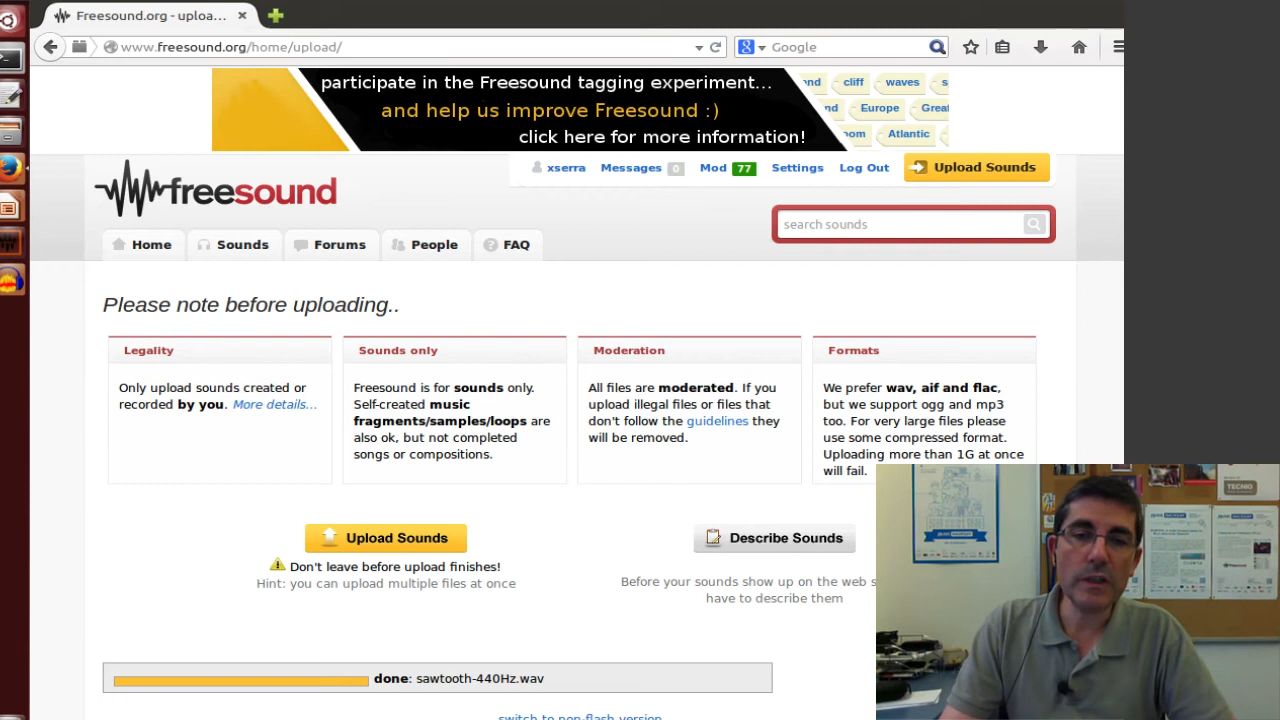 Freesound.org - uploa...
www.freesound.org/home/upload/
Google
participate in the Freesound tagging experiment...
and help us improve Freesound :)
click here for more information!
cliff
waves
Europe
Atlantic
xserra
Messages 0
Mod 77
Settings
Log Out
Upload Sounds
freesound
search sounds
Home
Sounds
Forums
People
FAQ
Please note before uploading..
Legality
Only upload sounds created or
recorded by you. More details...
Sounds only
Freesound is for sounds only.
Self-created music
fragments/samples/loops are
also ok, but not completed
songs or compositions.
Moderation
All files are moderated. If you
upload illegal files or files that
don't follow the guidelines they
will be removed.
Formats
We prefer wav, aif and flac,
but we support ogg and mp3
too. For very large files please
use some compressed format.
Uploading more than 1G at once
will fail.
Upload Sounds
Don't leave before upload finishes!
Hint: you can upload multiple files at once
Describe Sounds
Before your sounds show up on the web
have to describe them
done: sawtooth-440Hz.wav
switch to non-flash version
TECNIO